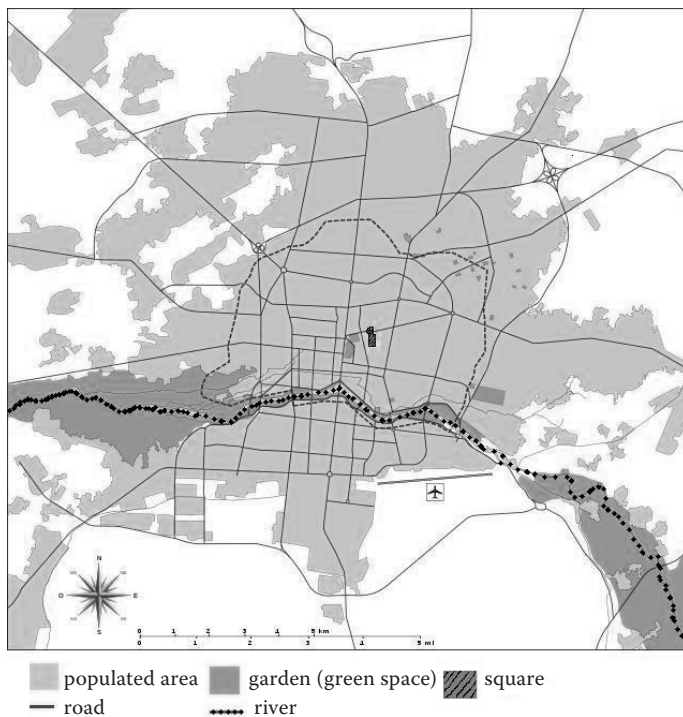 N
O E
S
0 1 2 3 4 5 km
0 1 2 3 4 5 mi
populated area garden (green space) square
road river